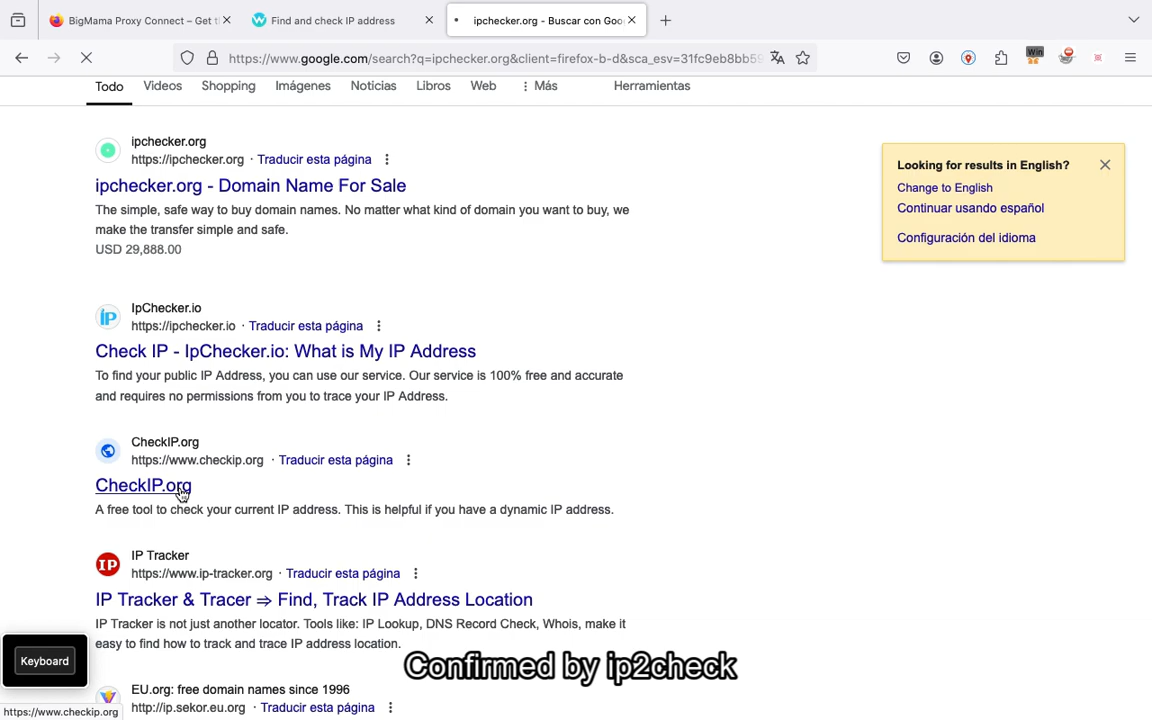 BigMama Proxy Connect – Get t
Find and check IP address
ipchecker.org - Buscar con Goo
https://www.google.com/search?q=ipchecker.org&client=firefox-b-d&sca_esv=31fc9eb8bb59
Win
Todo
Videos
Shopping
Imágenes
Noticias
Libros
Web
Más
Herramientas
ipchecker.org
https://ipchecker.org · Traducir esta página
ipchecker.org - Domain Name For Sale
The simple, safe way to buy domain names. No matter what kind of domain you want to buy, we
make the transfer simple and safe.
USD 29,888.00
Looking for results in English?
Change to English
Continuar usando español
Configuración del idioma
IpChecker.io
https://ipchecker.io · Traducir esta página
Check IP - IpChecker.io: What is My IP Address
To find your public IP Address, you can use our service. Our service is 100% free and accurate
and requires no permissions from you to trace your IP Address.
CheckIP.org
https://www.checkip.org · Traducir esta página
CheckIP.org
A free tool to check your current IP address. This is helpful if you have a dynamic IP address.
IP
IP Tracker
https://www.ip-tracker.org · Traducir esta página
IP Tracker & Tracer ⇒ Find, Track IP Address Location
IP Tracker is not just another locator. Tools like: IP Lookup, DNS Record Check, Whois, make it
easy to find how to track and trace IP address location.
Keyboard
Confirmed by ip2check
EU.org: free domain names since 1996
http://ip.sekor.eu.org · Traducir esta página
https://www.checkip.org